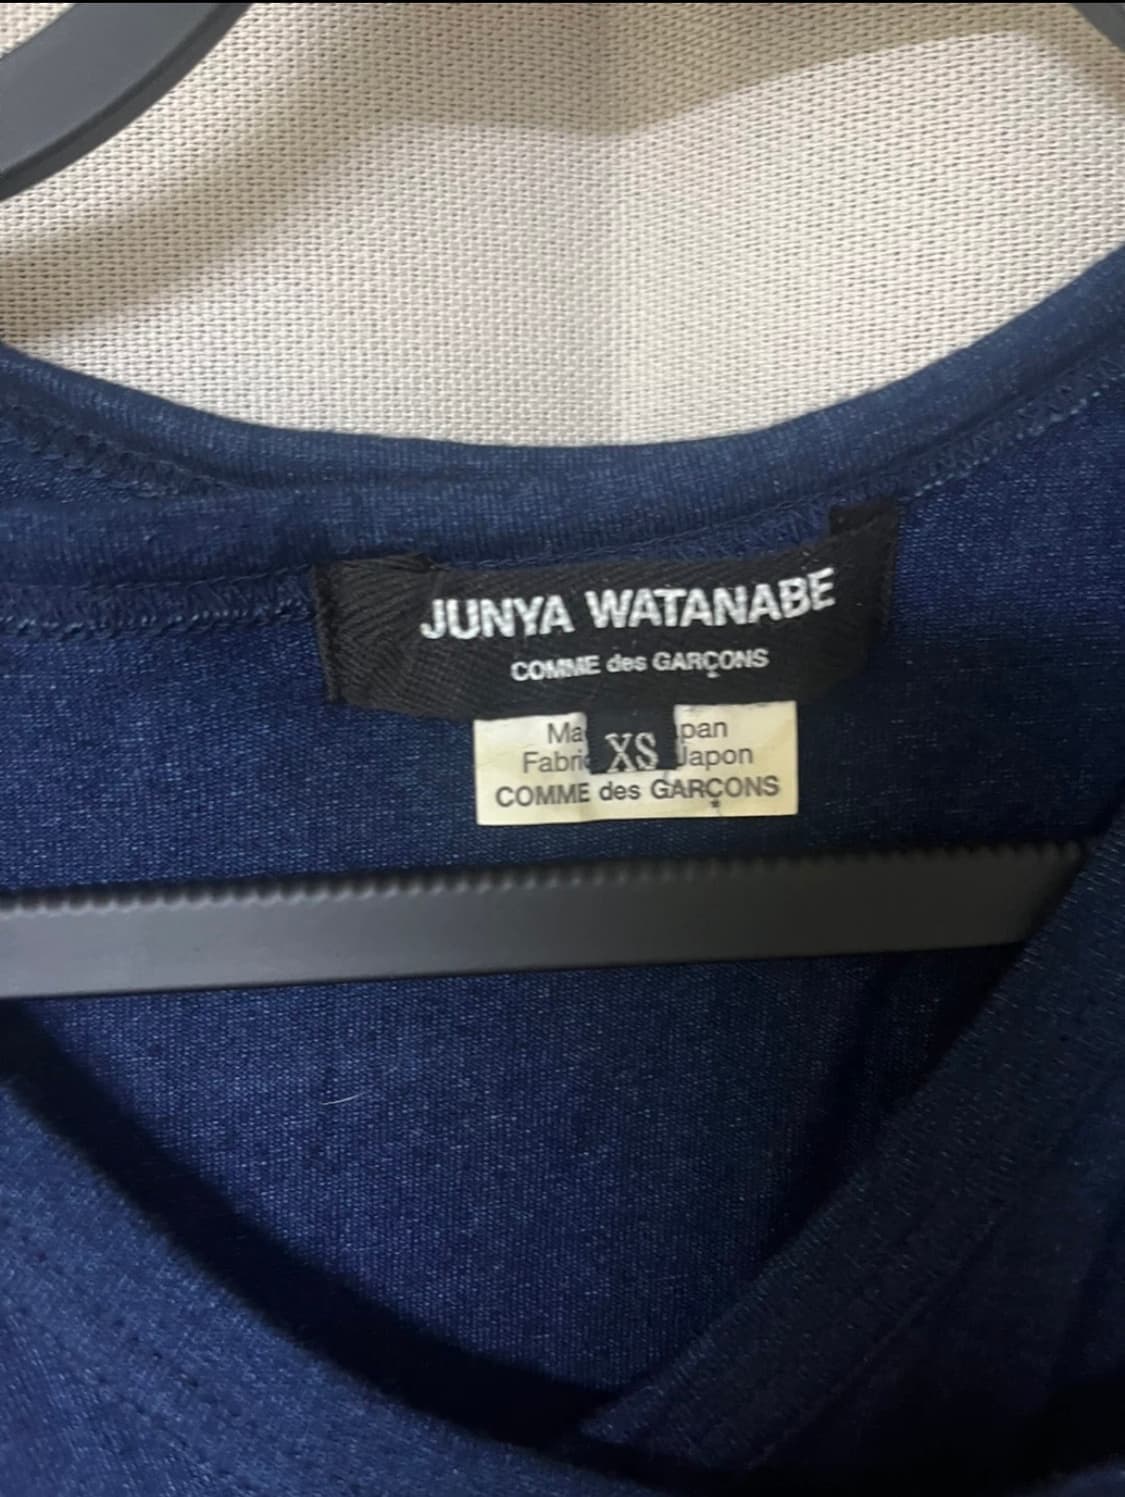 JUNYA WATANABE
COMME des GARÇONS
XS
Ma pan
Fabric Japon
COMME des GARÇONS